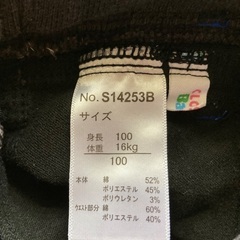 No. S14253B
サイズ
身長 100
体重 16kg
100
綿 52%
ポリエステル 45%
ポリウレタン 3%
ウエスト部分 綿 60%
ポリエステル 40%